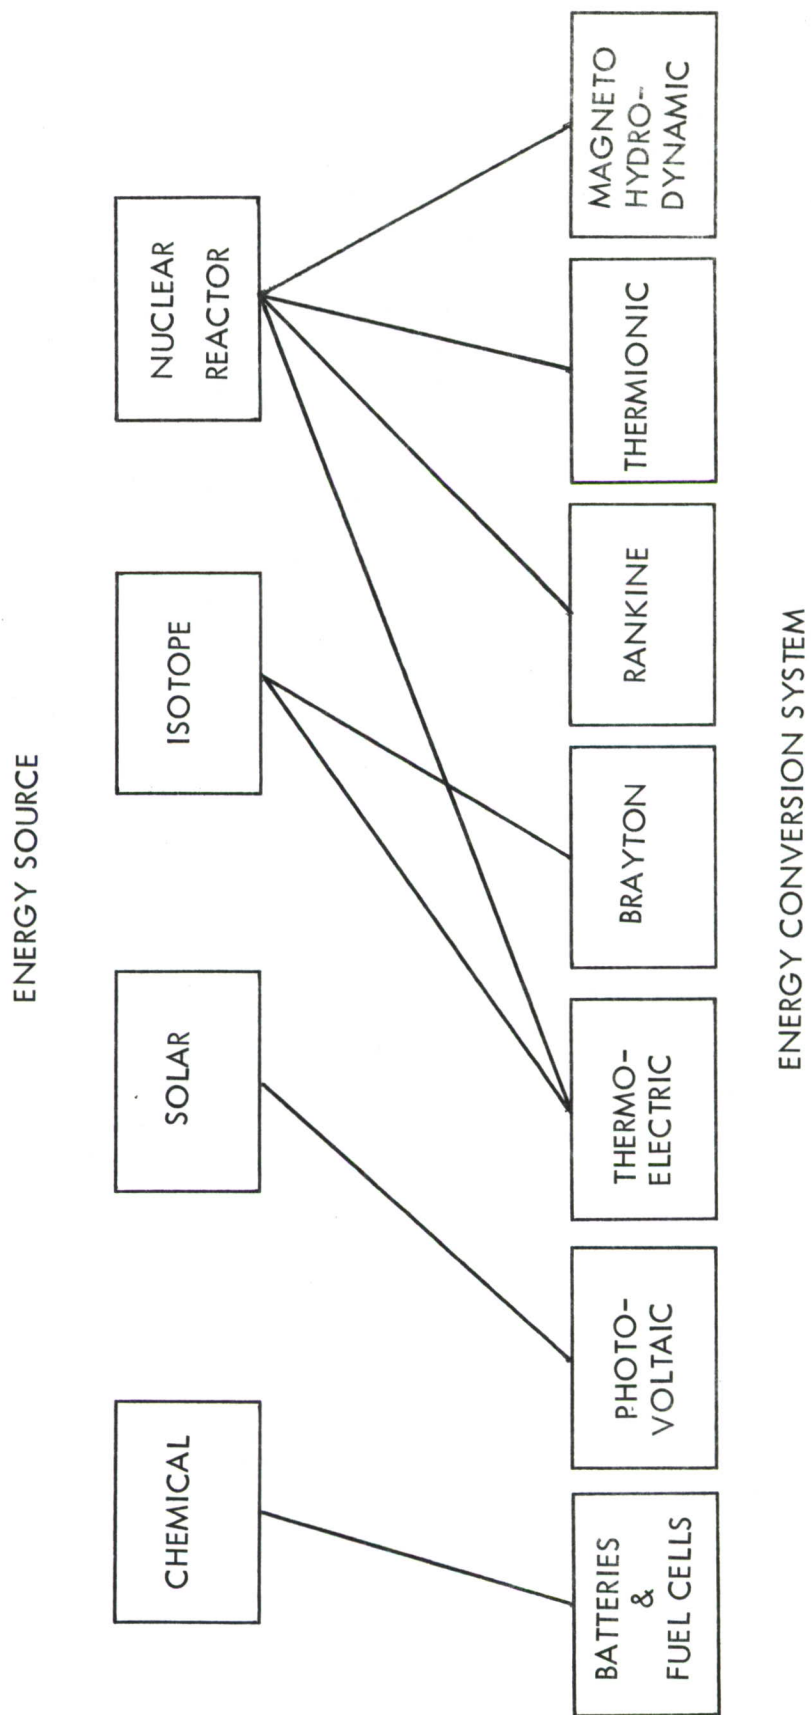 ENERGY SOURCE
CHEMICAL
SOLAR
ISOTOPE
NUCLEAR
REACTOR
BATTERIES
&
FUEL CELLS
PHOTO-
VOLTAIC
THERMO-
ELECTRIC
BRAYTON
RANKINE
THERMIONIC
MAGNETO
HYDRO-
DYNAMIC
ENERGY CONVERSION SYSTEM